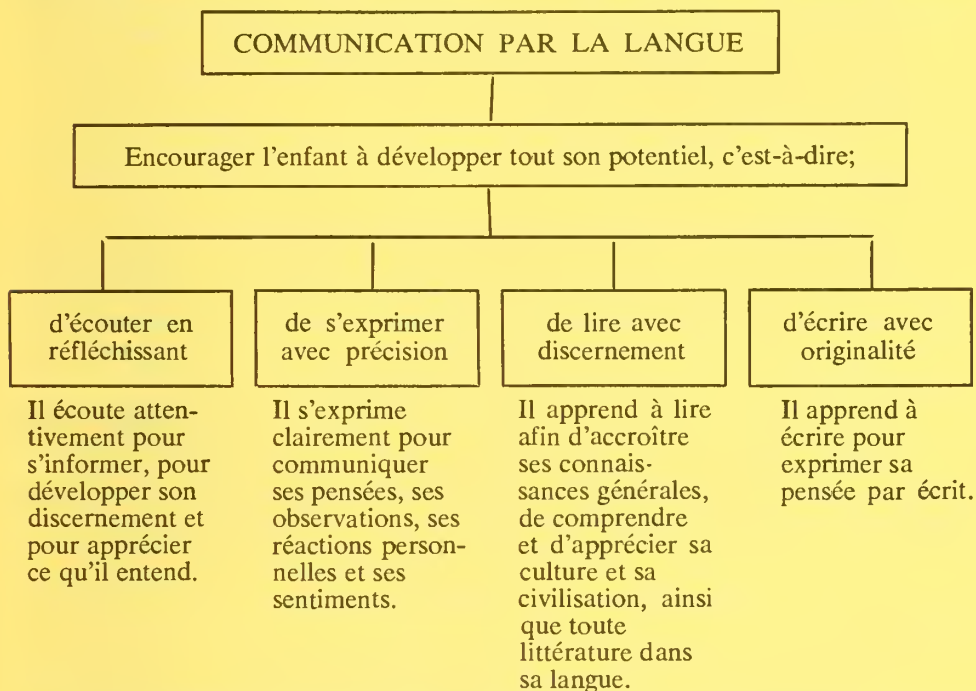 COMMUNICATION PAR LA LANGUE
Encourager l'enfant à développer tout son potentiel, c'est-à-dire;
d'écouter en
réfléchissant
Il écoute atten-
tivement pour
s'informer, pour
développer son
discernement et
pour apprécier
ce qu'il entend.
de s'exprimer
avec précision
Il s'exprime
clairement pour
communiquer
ses pensées, ses
observations, ses
réactions person-
nelles et ses
sentiments.
de lire avec
discernement
Il apprend à lire
afin d'accroître
ses connais-
sances générales,
de comprendre
et d'apprécier sa
culture et sa
civilisation, ainsi
que toute
littérature dans
sa langue.
d'écrire avec
originalité
Il apprend à
écrire pour
exprimer sa
pensée par écrit.